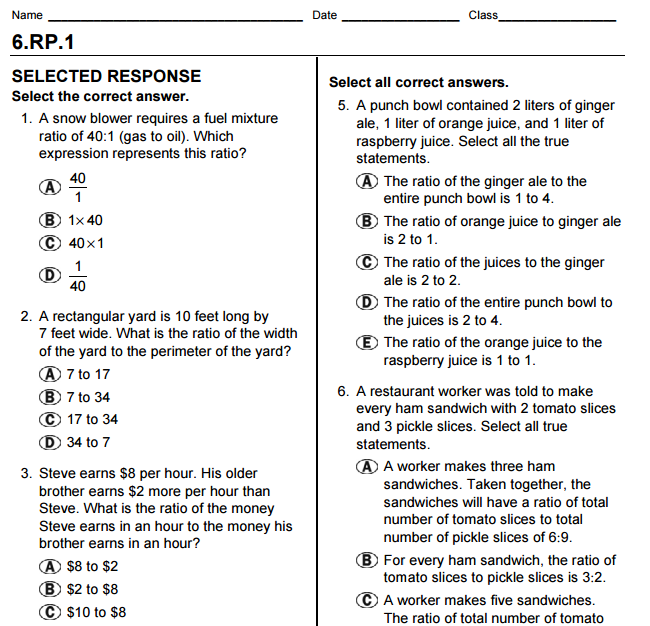 Name Date Class
6.RP.1
SELECTED RESPONSE
Select the correct answer.
1. A snow blower requires a fuel mixture
ratio of 40:1 (gas to oil). Which
expression represents this ratio?
A 40/1
B 1×40
C 40×1
D 1/40
2. A rectangular yard is 10 feet long by
7 feet wide. What is the ratio of the width
of the yard to the perimeter of the yard?
A 7 to 17
B 7 to 34
C 17 to 34
D 34 to 7
3. Steve earns $8 per hour. His older
brother earns $2 more per hour than
Steve. What is the ratio of the money
Steve earns in an hour to the money his
brother earns in an hour?
A $8 to $2
B $2 to $8
C $10 to $8
Select all correct answers.
5. A punch bowl contained 2 liters of ginger
ale, 1 liter of orange juice, and 1 liter of
raspberry juice. Select all the true
statements.
A The ratio of the ginger ale to the
entire punch bowl is 1 to 4.
B The ratio of orange juice to ginger ale
is 2 to 1.
C The ratio of the juices to the ginger
ale is 2 to 2.
D The ratio of the entire punch bowl to
the juices is 2 to 4.
E The ratio of the orange juice to the
raspberry juice is 1 to 1.
6. A restaurant worker was told to make
every ham sandwich with 2 tomato slices
and 3 pickle slices. Select all true
statements.
A A worker makes three ham
sandwiches. Taken together, the
sandwiches will have a ratio of total
number of tomato slices to total
number of pickle slices of 6:9.
B For every ham sandwich, the ratio of
tomato slices to pickle slices is 3:2.
C A worker makes five sandwiches.
The ratio of total number of tomato